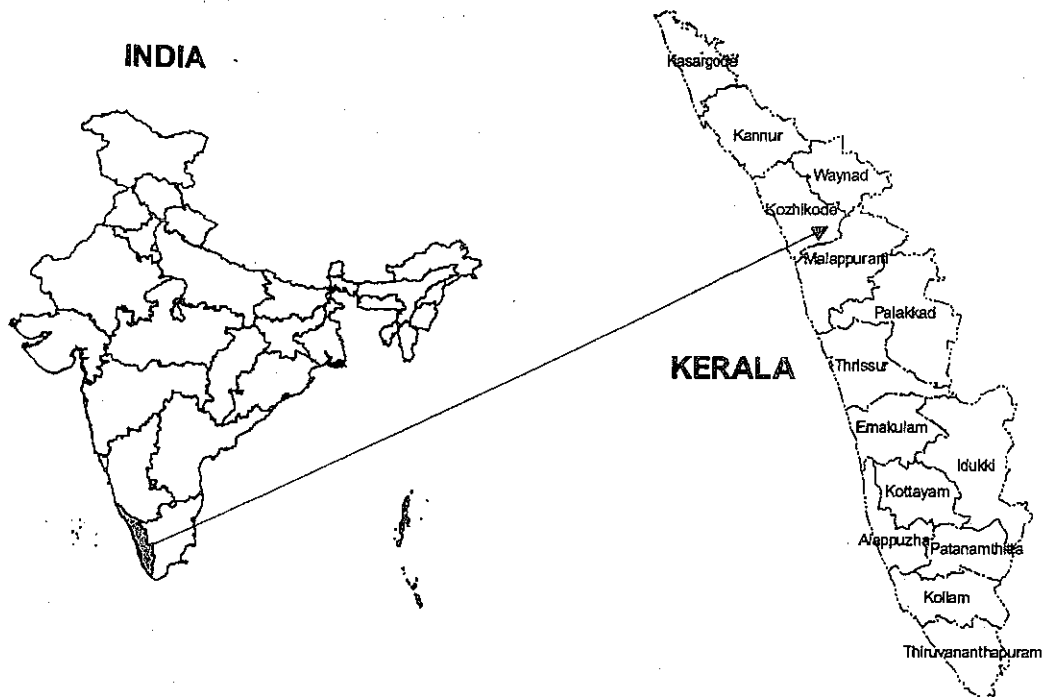 INDIA
Kasargode
Kannur
Waynad
Kozhikode
Malappuram
Palakkad
KERALA
Thrissur
Ernakulam
Idukki
Kottayam
Alappuzha
Patanamthitta
Kollam
Thiruvananthapuram